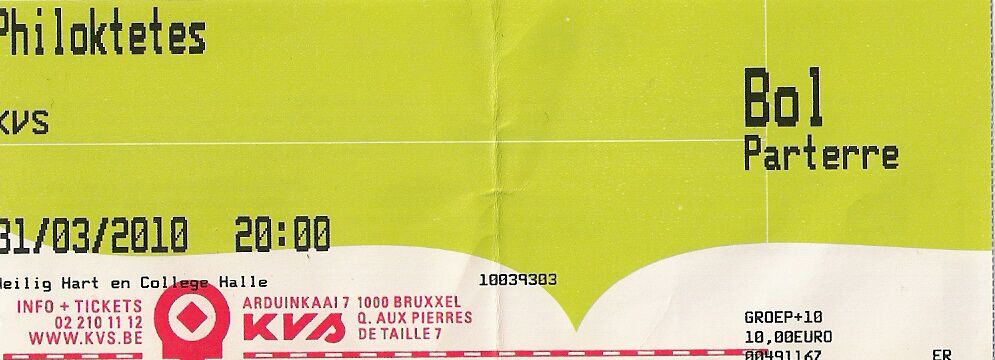 Philoktetes
KVS
Bol
Parterre
31/03/2010 20:00
Heilig Hart en College Halle
10039303
INFO + TICKETS
02 210 11 12
WWW.KVS.BE
ARDUINKAAI 7 1000 BRUXXEL
KVS
Q. AUX PIERRES
DE TAILLE 7
GROEP+10
10,00EURO
00491167
ER